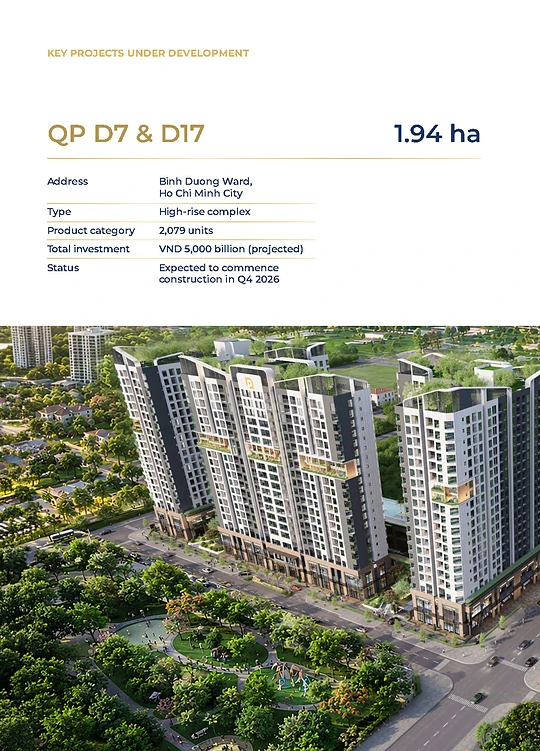 KEY PROJECTS UNDER DEVELOPMENT
QP D7 & D17
1.94 ha
Address
Bình Duong Ward,
Ho Chi Minh City
Type
High-rise complex
Product category
2,079 units
Total investment
VND 5,000 billion (projected)
Status
Expected to commence
construction in Q4 2026